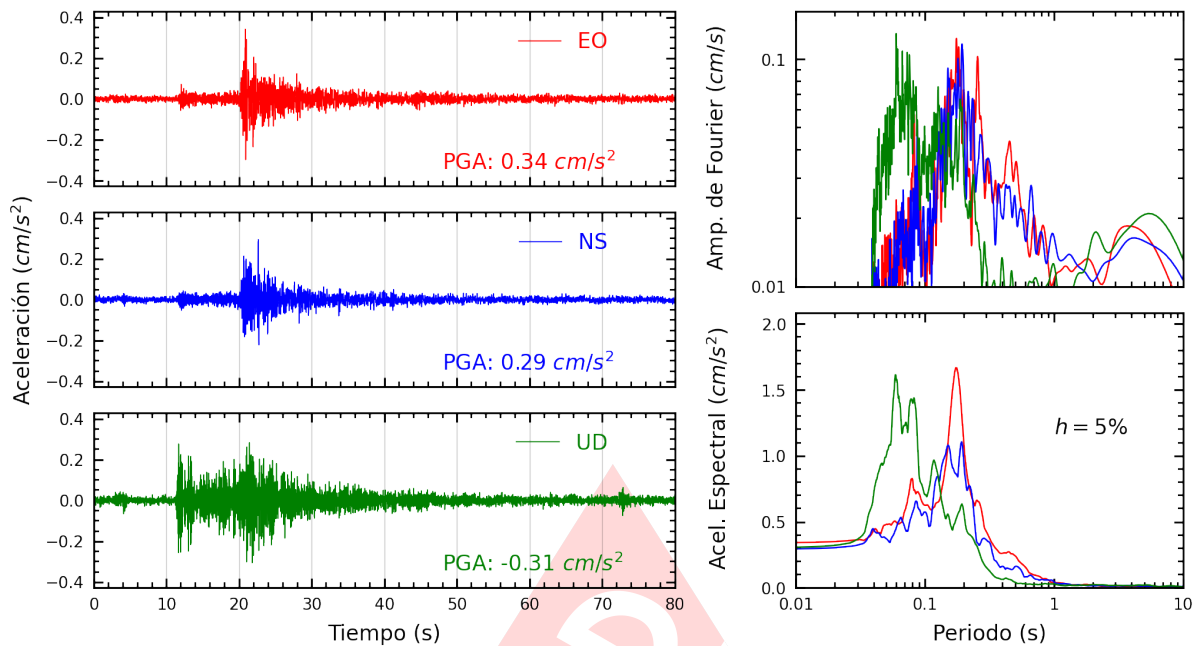 Aceleración (cm/s²)
0.4
0.2
0.0
−0.2
−0.4
EO
PGA: 0.34 cm/s²
0.4
0.2
0.0
−0.2
−0.4
NS
PGA: 0.29 cm/s²
0.4
0.2
0.0
−0.2
−0.4
UD
PGA: -0.31 cm/s²
0 10 20 30 40 50 60 70 80
Tiempo (s)
Amp. de Fourier (cm/s)
0.1
0.01
Acel. Espectral (cm/s²)
2.0
1.5
1.0
0.5
0.0
h = 5%
0.01 0.1 1 10
Periodo (s)